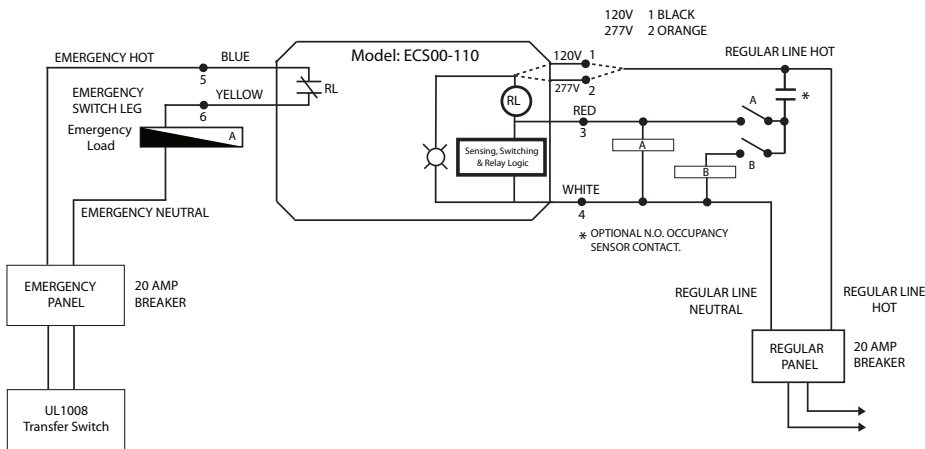 120V 1 BLACK
277V 2 ORANGE
EMERGENCY HOT
BLUE
Model: ECS00-110
120V
1
REGULAR LINE HOT
5
RL
277V
2
EMERGENCY
SWITCH LEG
YELLOW
6
RL
RED
3
A
*
Emergency
Load
A
Sensing, Switching
& Relay Logic
A
B
B
WHITE
4
EMERGENCY NEUTRAL
* OPTIONAL N.O. OCCUPANCY
SENSOR CONTACT.
EMERGENCY
PANEL
20 AMP
BREAKER
REGULAR LINE
NEUTRAL
REGULAR LINE
HOT
REGULAR
PANEL
20 AMP
BREAKER
UL1008
Transfer Switch